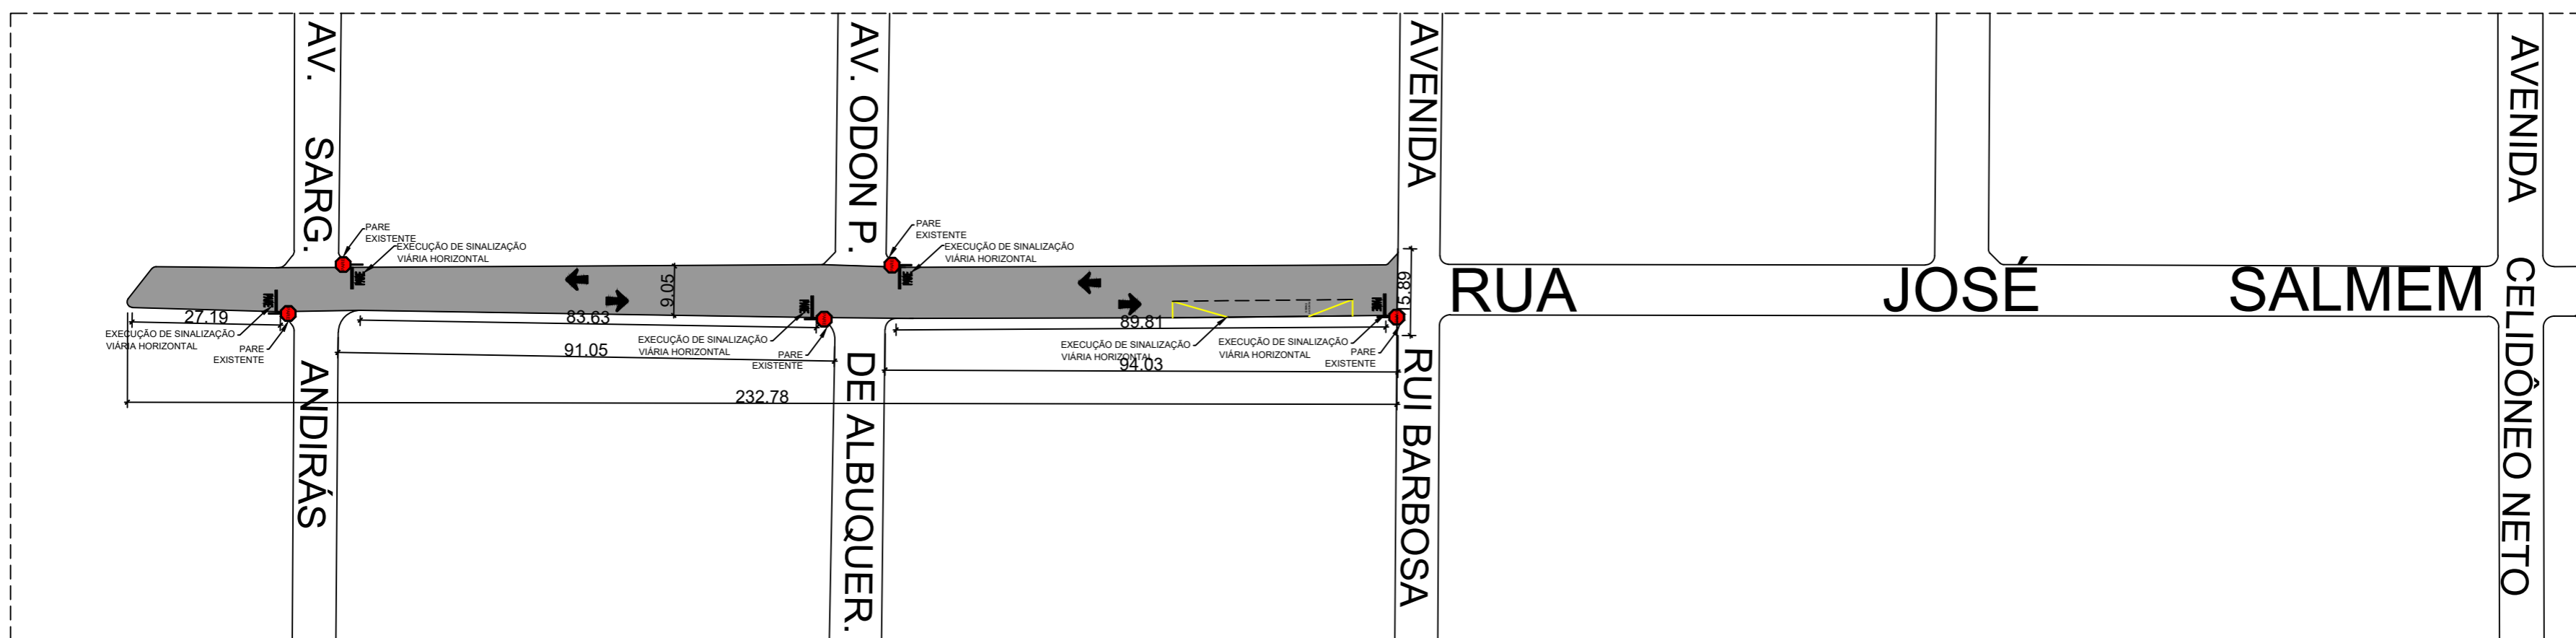 AV. SARG.
ANDIRÁS
AV. ODON P.
DE ALBUQUER.
AVENIDA
RUI BARBOSA
AVENIDA CELIDÔNEO NETO
RUA JOSÉ SALMEM
PARE
EXISTENTE
EXECUÇÃO DE SINALIZAÇÃO
VIÁRIA HORIZONTAL
PARE
EXISTENTE
EXECUÇÃO DE SINALIZAÇÃO
VIÁRIA HORIZONTAL
9.05
15.89
27.19
83.63
89.81
EXECUÇÃO DE SINALIZAÇÃO
VIÁRIA HORIZONTAL
PARE
EXISTENTE
91.05
EXECUÇÃO DE SINALIZAÇÃO
VIÁRIA HORIZONTAL
PARE
EXISTENTE
EXECUÇÃO DE SINALIZAÇÃO
VIÁRIA HORIZONTAL
94.03
EXECUÇÃO DE SINALIZAÇÃO
VIÁRIA HORIZONTAL
PARE
EXISTENTE
232.78